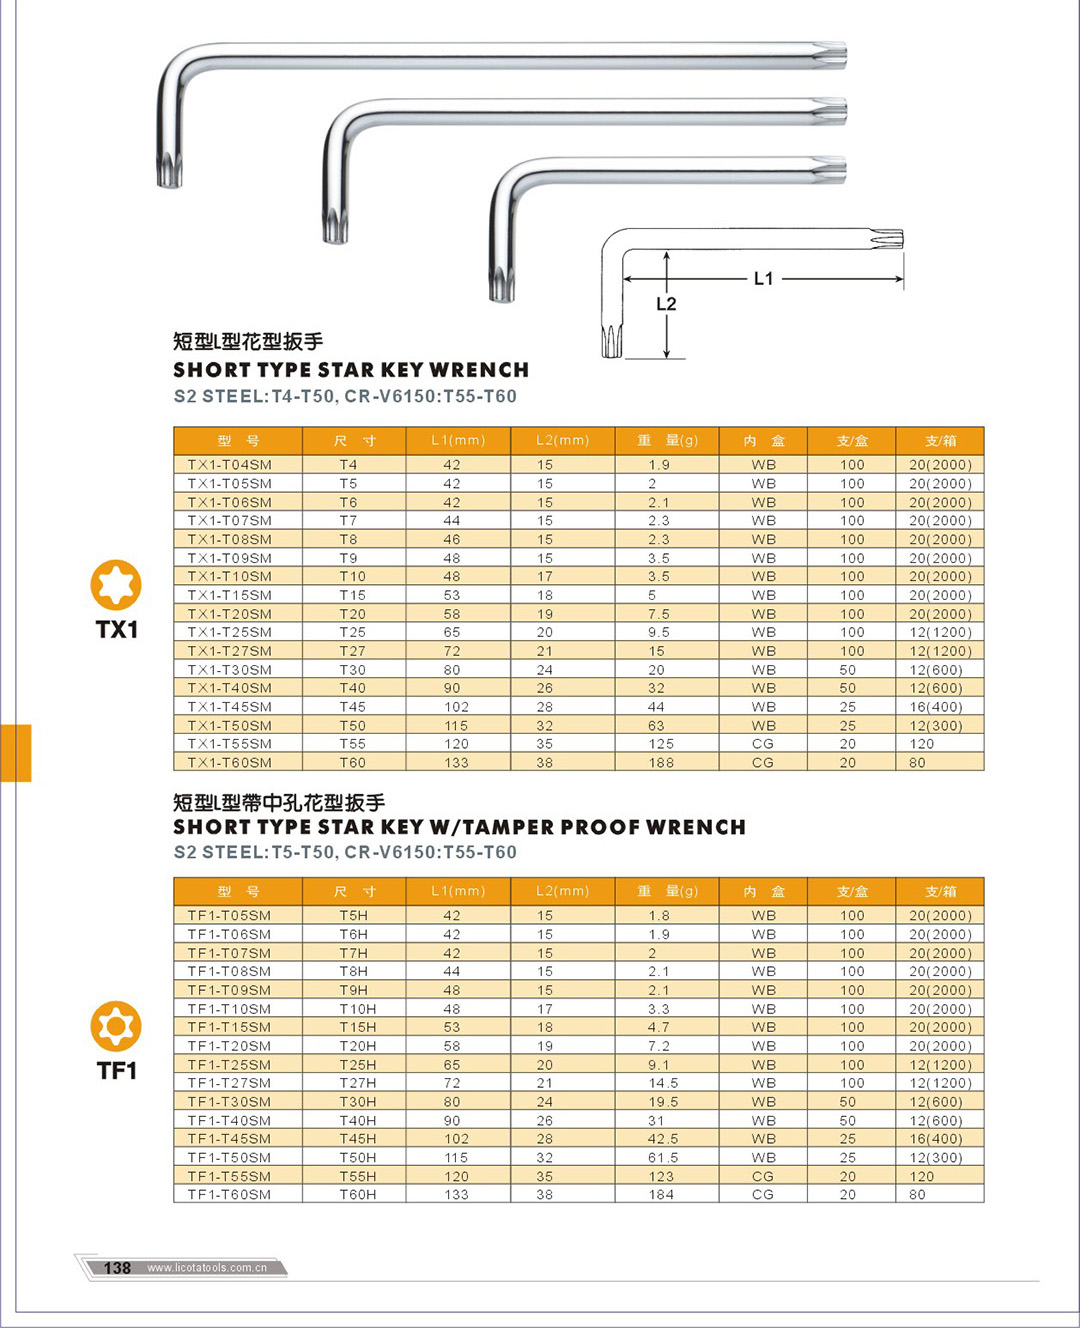 L1
L2
短型L型花型扳手
SHORT TYPE STAR KEY WRENCH
S2 STEEL:T4-T50, CR-V6150:T55-T60
型 号 尺 寸 L1(mm) L2(mm) 重 量(g) 内 盒 支/盒 支/箱
TX1-T04SM T4 42 15 1.9 WB 100 20(2000)
TX1-T05SM T5 42 15 2 WB 100 20(2000)
TX1-T06SM T6 42 15 2.1 WB 100 20(2000)
TX1-T07SM T7 44 15 2.3 WB 100 20(2000)
TX1-T08SM T8 46 15 2.3 WB 100 20(2000)
TX1-T09SM T9 48 15 3.5 WB 100 20(2000)
TX1-T10SM T10 48 17 3.5 WB 100 20(2000)
TX1-T15SM T15 53 18 5 WB 100 20(2000)
TX1-T20SM T20 58 19 7.5 WB 100 20(2000)
TX1-T25SM T25 65 20 9.5 WB 100 12(1200)
TX1-T27SM T27 72 21 15 WB 100 12(1200)
TX1-T30SM T30 80 24 20 WB 50 12(600)
TX1-T40SM T40 90 26 32 WB 50 12(600)
TX1-T45SM T45 102 28 44 WB 25 16(400)
TX1-T50SM T50 115 32 63 WB 25 12(300)
TX1-T55SM T55 120 35 125 CG 20 120
TX1-T60SM T60 133 38 188 CG 20 80
TX1
短型L型帶中孔花型扳手
SHORT TYPE STAR KEY W/TAMPER PROOF WRENCH
S2 STEEL:T5-T50, CR-V6150:T55-T60
型 号 尺 寸 L1(mm) L2(mm) 重 量(g) 内 盒 支/盒 支/箱
TF1-T05SM T5H 42 15 1.8 WB 100 20(2000)
TF1-T06SM T6H 42 15 1.9 WB 100 20(2000)
TF1-T07SM T7H 42 15 2 WB 100 20(2000)
TF1-T08SM T8H 44 15 2.1 WB 100 20(2000)
TF1-T09SM T9H 48 15 2.1 WB 100 20(2000)
TF1-T10SM T10H 48 17 3.3 WB 100 20(2000)
TF1-T15SM T15H 53 18 4.7 WB 100 20(2000)
TF1-T20SM T20H 58 19 7.2 WB 100 20(2000)
TF1-T25SM T25H 65 20 9.1 WB 100 12(1200)
TF1-T27SM T27H 72 21 14.5 WB 100 12(1200)
TF1-T30SM T30H 80 24 19.5 WB 50 12(600)
TF1-T40SM T40H 90 26 31 WB 50 12(600)
TF1-T45SM T45H 102 28 42.5 WB 25 16(400)
TF1-T50SM T50H 115 32 61.5 WB 25 12(300)
TF1-T55SM T55H 120 35 123 CG 20 120
TF1-T60SM T60H 133 38 184 CG 20 80
TF1
138 www.licotatools.com.cn